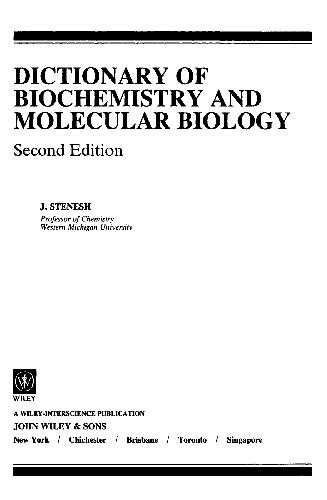 DICTIONARY OF
BIOCHEMISTRY AND
MOLECULAR BIOLOGY
Second Edition
J. STENESH
Professor of Chemistry
Western Michigan University
WILEY
A WILEY-INTERSCIENCE PUBLICATION
JOHN WILEY & SONS
New York / Chichester / Brisbane / Toronto / Singapore